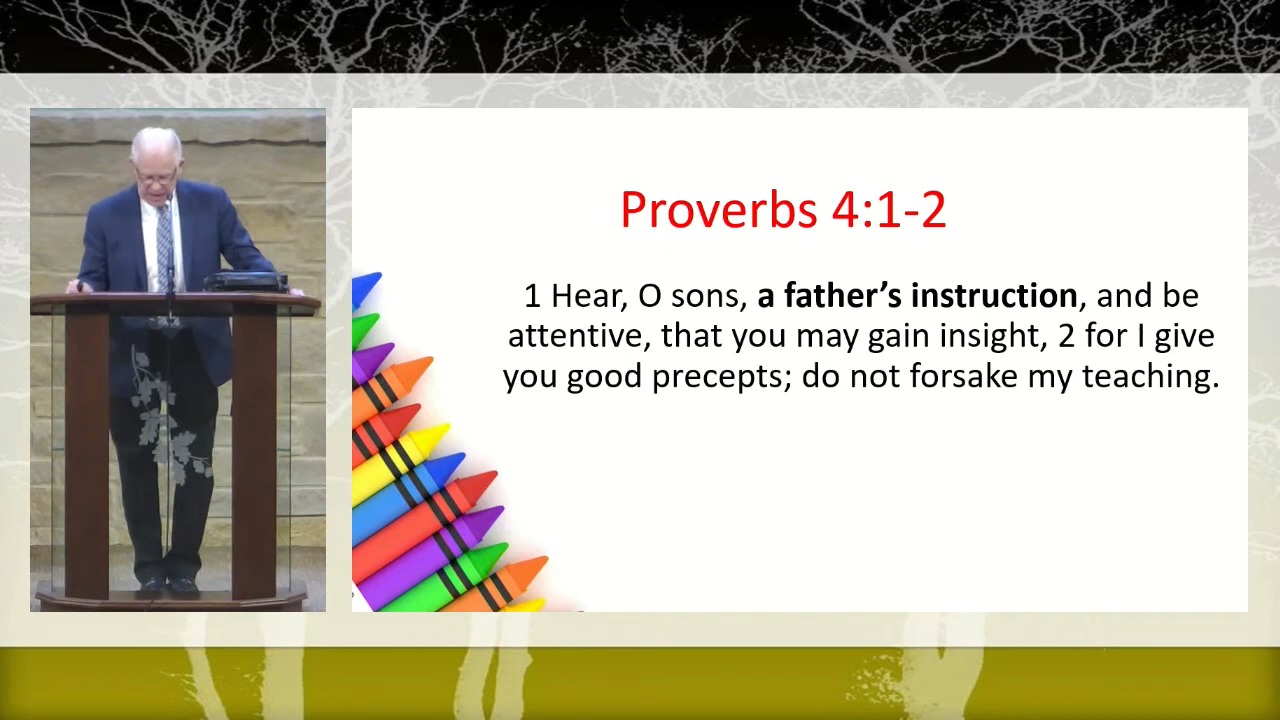 Proverbs 4:1-2
1 Hear, O sons, a father’s instruction, and be
attentive, that you may gain insight, 2 for I give
you good precepts; do not forsake my teaching.